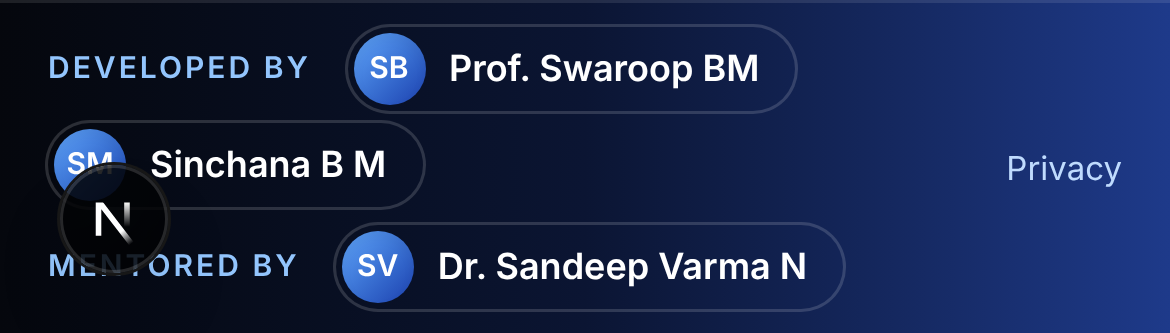 DEVELOPED BY SB Prof. Swaroop BM
SM Sinchana B M
Privacy
N
MENTORED BY SV Dr. Sandeep Varma N